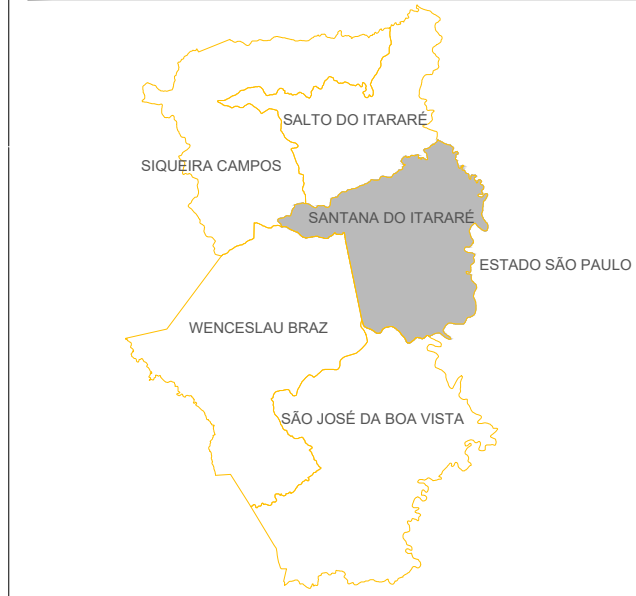 SALTO DO ITARARÉ
SIQUEIRA CAMPOS
SANTANA DO ITARARÉ
ESTADO SÃO PAULO
WENCESLAU BRAZ
SÃO JOSÉ DA BOA VISTA